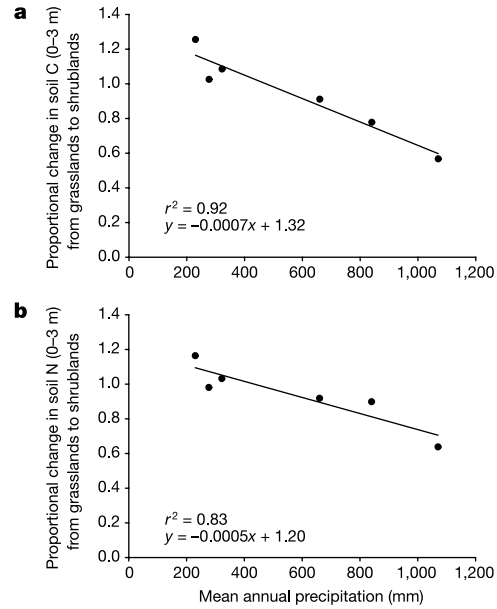 a
Proportional change in soil C (0–3 m)
from grasslands to shrublands
1.4
1.2
1.0
0.8
0.6
0.4
0.2
0.0
r² = 0.92
y = –0.0007x + 1.32
0 200 400 600 800 1,000 1,200
b
Proportional change in soil N (0–3 m)
from grasslands to shrublands
1.4
1.2
1.0
0.8
0.6
0.4
0.2
0.0
r² = 0.83
y = –0.0005x + 1.20
0 200 400 600 800 1,000 1,200
Mean annual precipitation (mm)